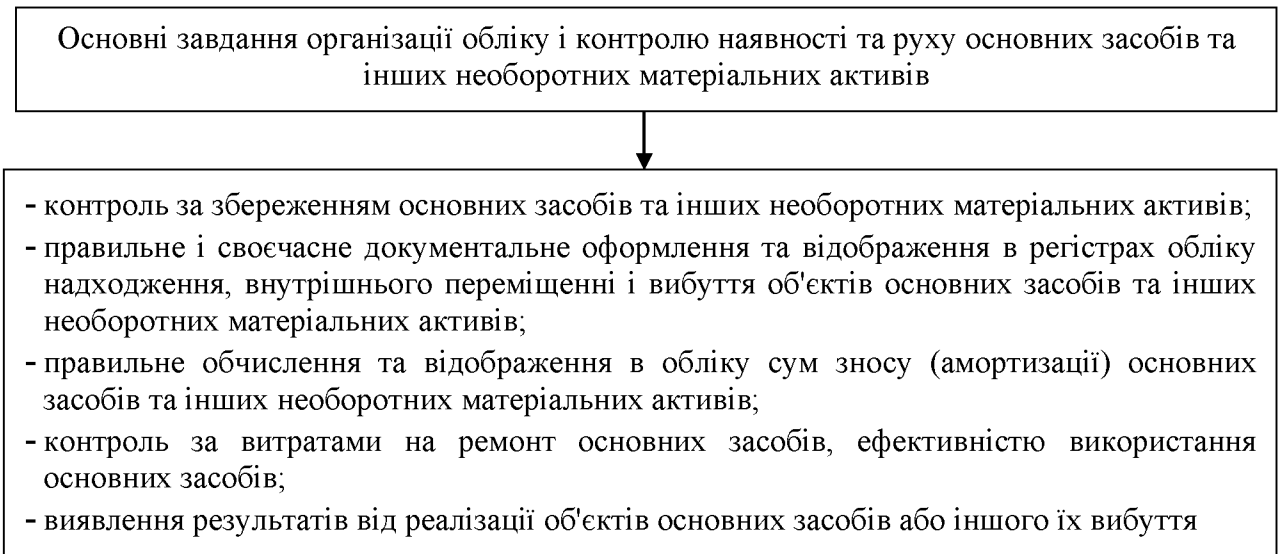 Основні завдання організації обліку і контролю наявності та руху основних засобів та
інших необоротних матеріальних активів
- контроль за збереженням основних засобів та інших необоротних матеріальних активів;
- правильне і своєчасне документальне оформлення та відображення в регістрах обліку
надходження, внутрішнього переміщенні і вибуття об'єктів основних засобів та інших
необоротних матеріальних активів;
- правильне обчислення та відображення в обліку сум зносу (амортизації) основних
засобів та інших необоротних матеріальних активів;
- контроль за витратами на ремонт основних засобів, ефективністю використання
основних засобів;
- виявлення результатів від реалізації об'єктів основних засобів або іншого їх вибуття